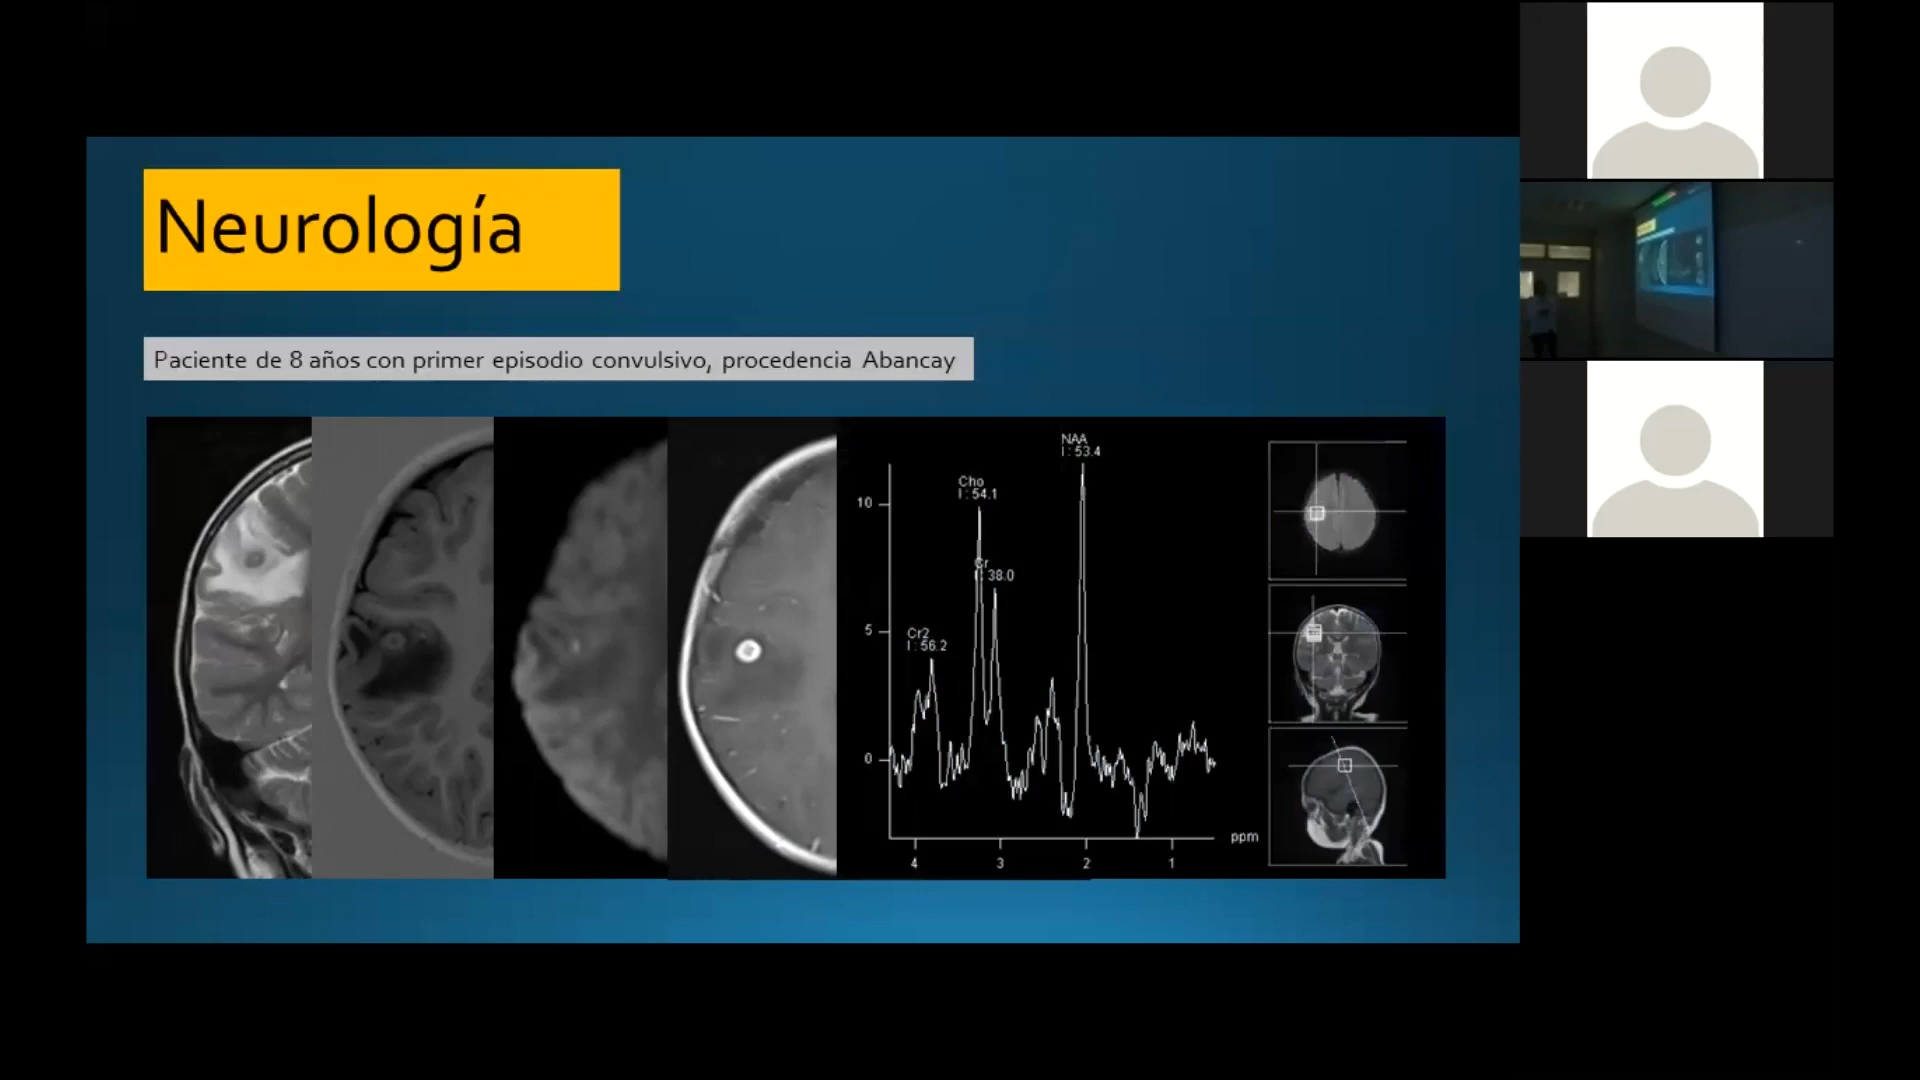 Neurología
Paciente de 8 años con primer episodio convulsivo, procedencia Abancay
NAA
I : 53.4
Cho
I : 54.1
Cr
I : 38.0
Cr2
I : 56.2
10
5
0
4
3
2
1
ppm